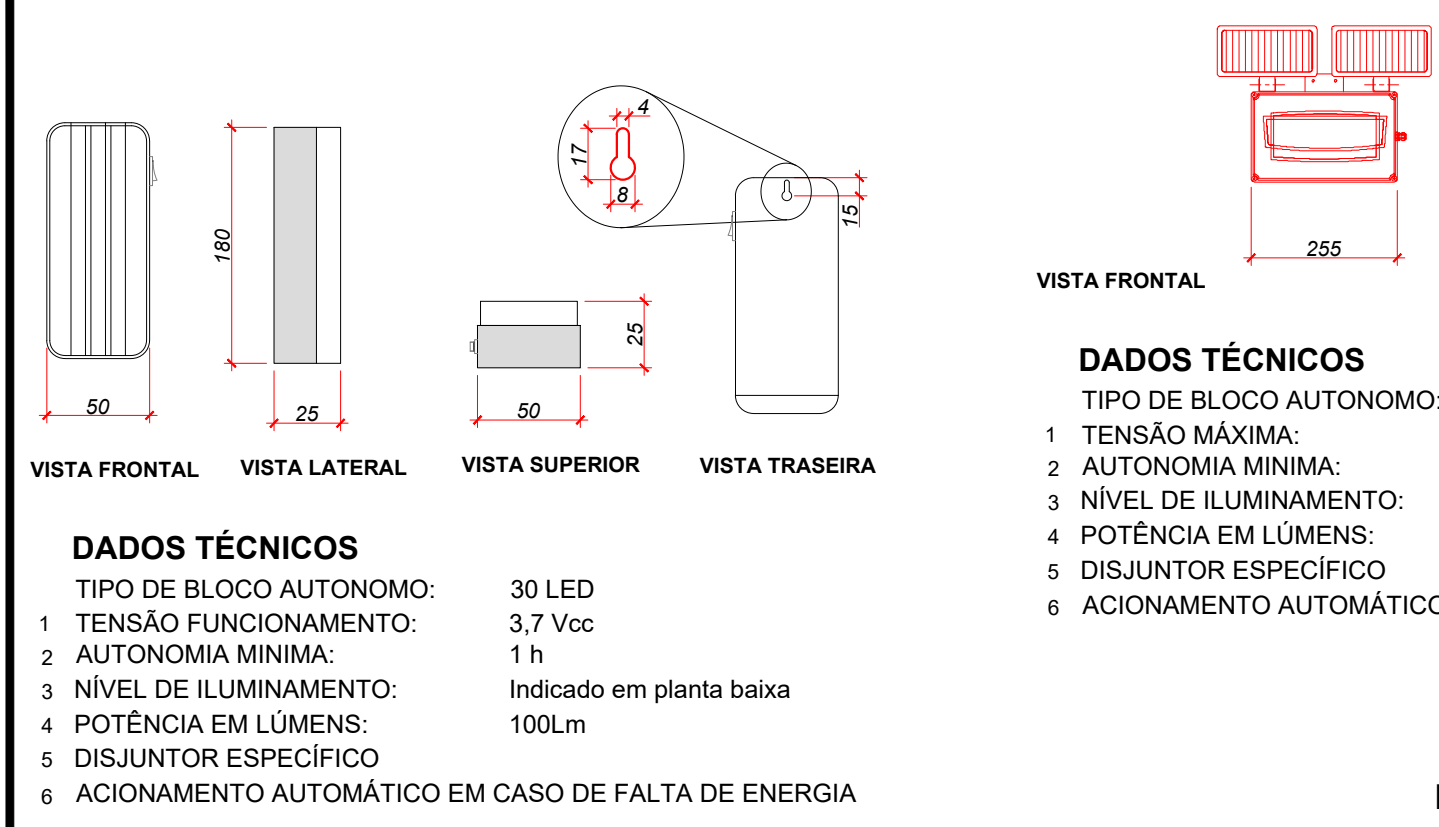 4
17
8
15
180
25
50
25
50
VISTA FRONTAL
VISTA LATERAL
VISTA SUPERIOR
VISTA TRASEIRA
DADOS TÉCNICOS
TIPO DE BLOCO AUTONOMO: 30 LED
1 TENSÃO FUNCIONAMENTO: 3,7 Vcc
2 AUTONOMIA MINIMA: 1 h
3 NÍVEL DE ILUMINAMENTO: Indicado em planta baixa
4 POTÊNCIA EM LÚMENS: 100Lm
5 DISJUNTOR ESPECÍFICO
6 ACIONAMENTO AUTOMÁTICO EM CASO DE FALTA DE ENERGIA
255
VISTA FRONTAL
DADOS TÉCNICOS
TIPO DE BLOCO AUTONOMO:
1 TENSÃO MÁXIMA:
2 AUTONOMIA MINIMA:
3 NÍVEL DE ILUMINAMENTO:
4 POTÊNCIA EM LÚMENS:
5 DISJUNTOR ESPECÍFICO
6 ACIONAMENTO AUTOMÁTICO